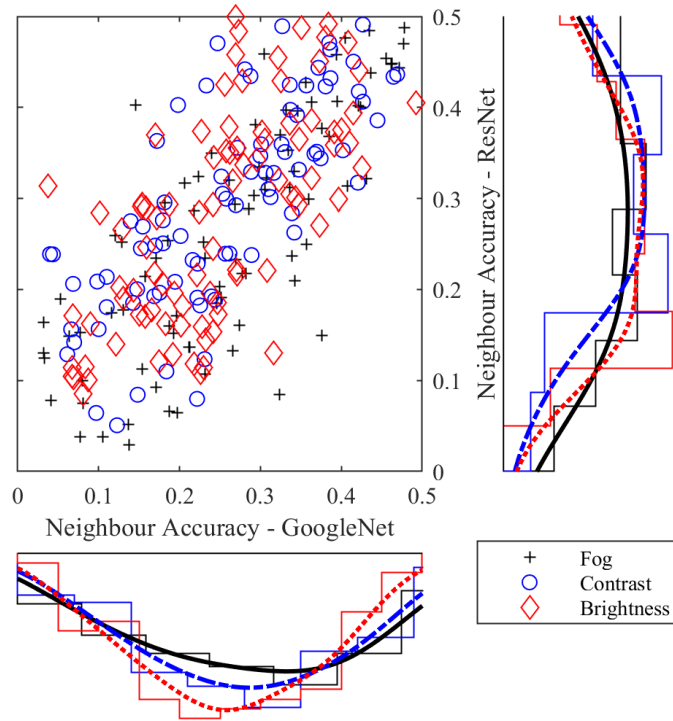 0.5
0.4
0.3
0.2
0.1
0
Neighbour Accuracy - ResNet
0 0.1 0.2 0.3 0.4 0.5
Neighbour Accuracy - GoogleNet
Fog
Contrast
Brightness